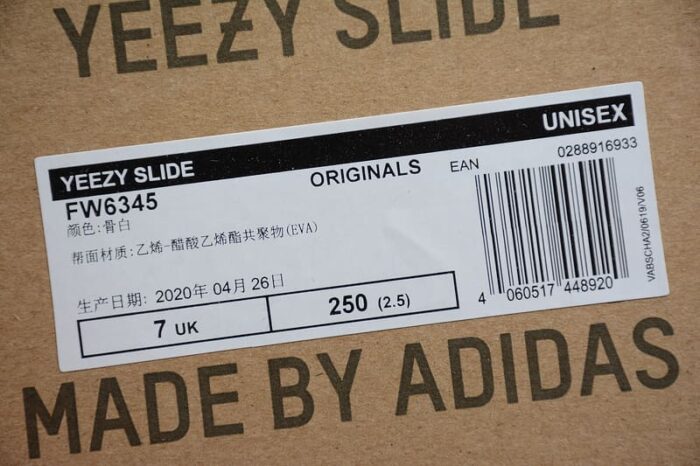 YEEZY SLIDE
UNISEX
YEEZY SLIDE
ORIGINALS
EAN
0288916933
FW6345
颜色:骨白
帮面材质:乙烯-醋酸乙烯酯共聚物(EVA)
生产日期: 2020年 04月 26日
7 UK
250 (2.5)
4 060517 448920
VABSCHA2/0619/V06
MADE BY ADIDAS